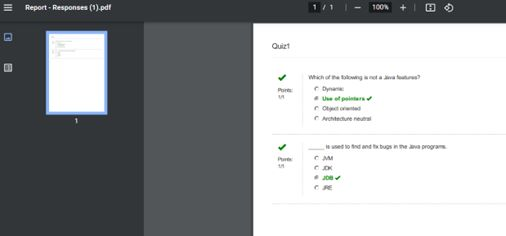 Report - Responses (1).pdf
1 / 1
100%
1
Quiz1
Which of the following is not a Java features?
Points:
1/1
Dynamic
Use of pointers
Object oriented
Architecture neutral
_____ is used to find and fix bugs in the Java programs.
Points:
1/1
JVM
JDK
JDB
JRE